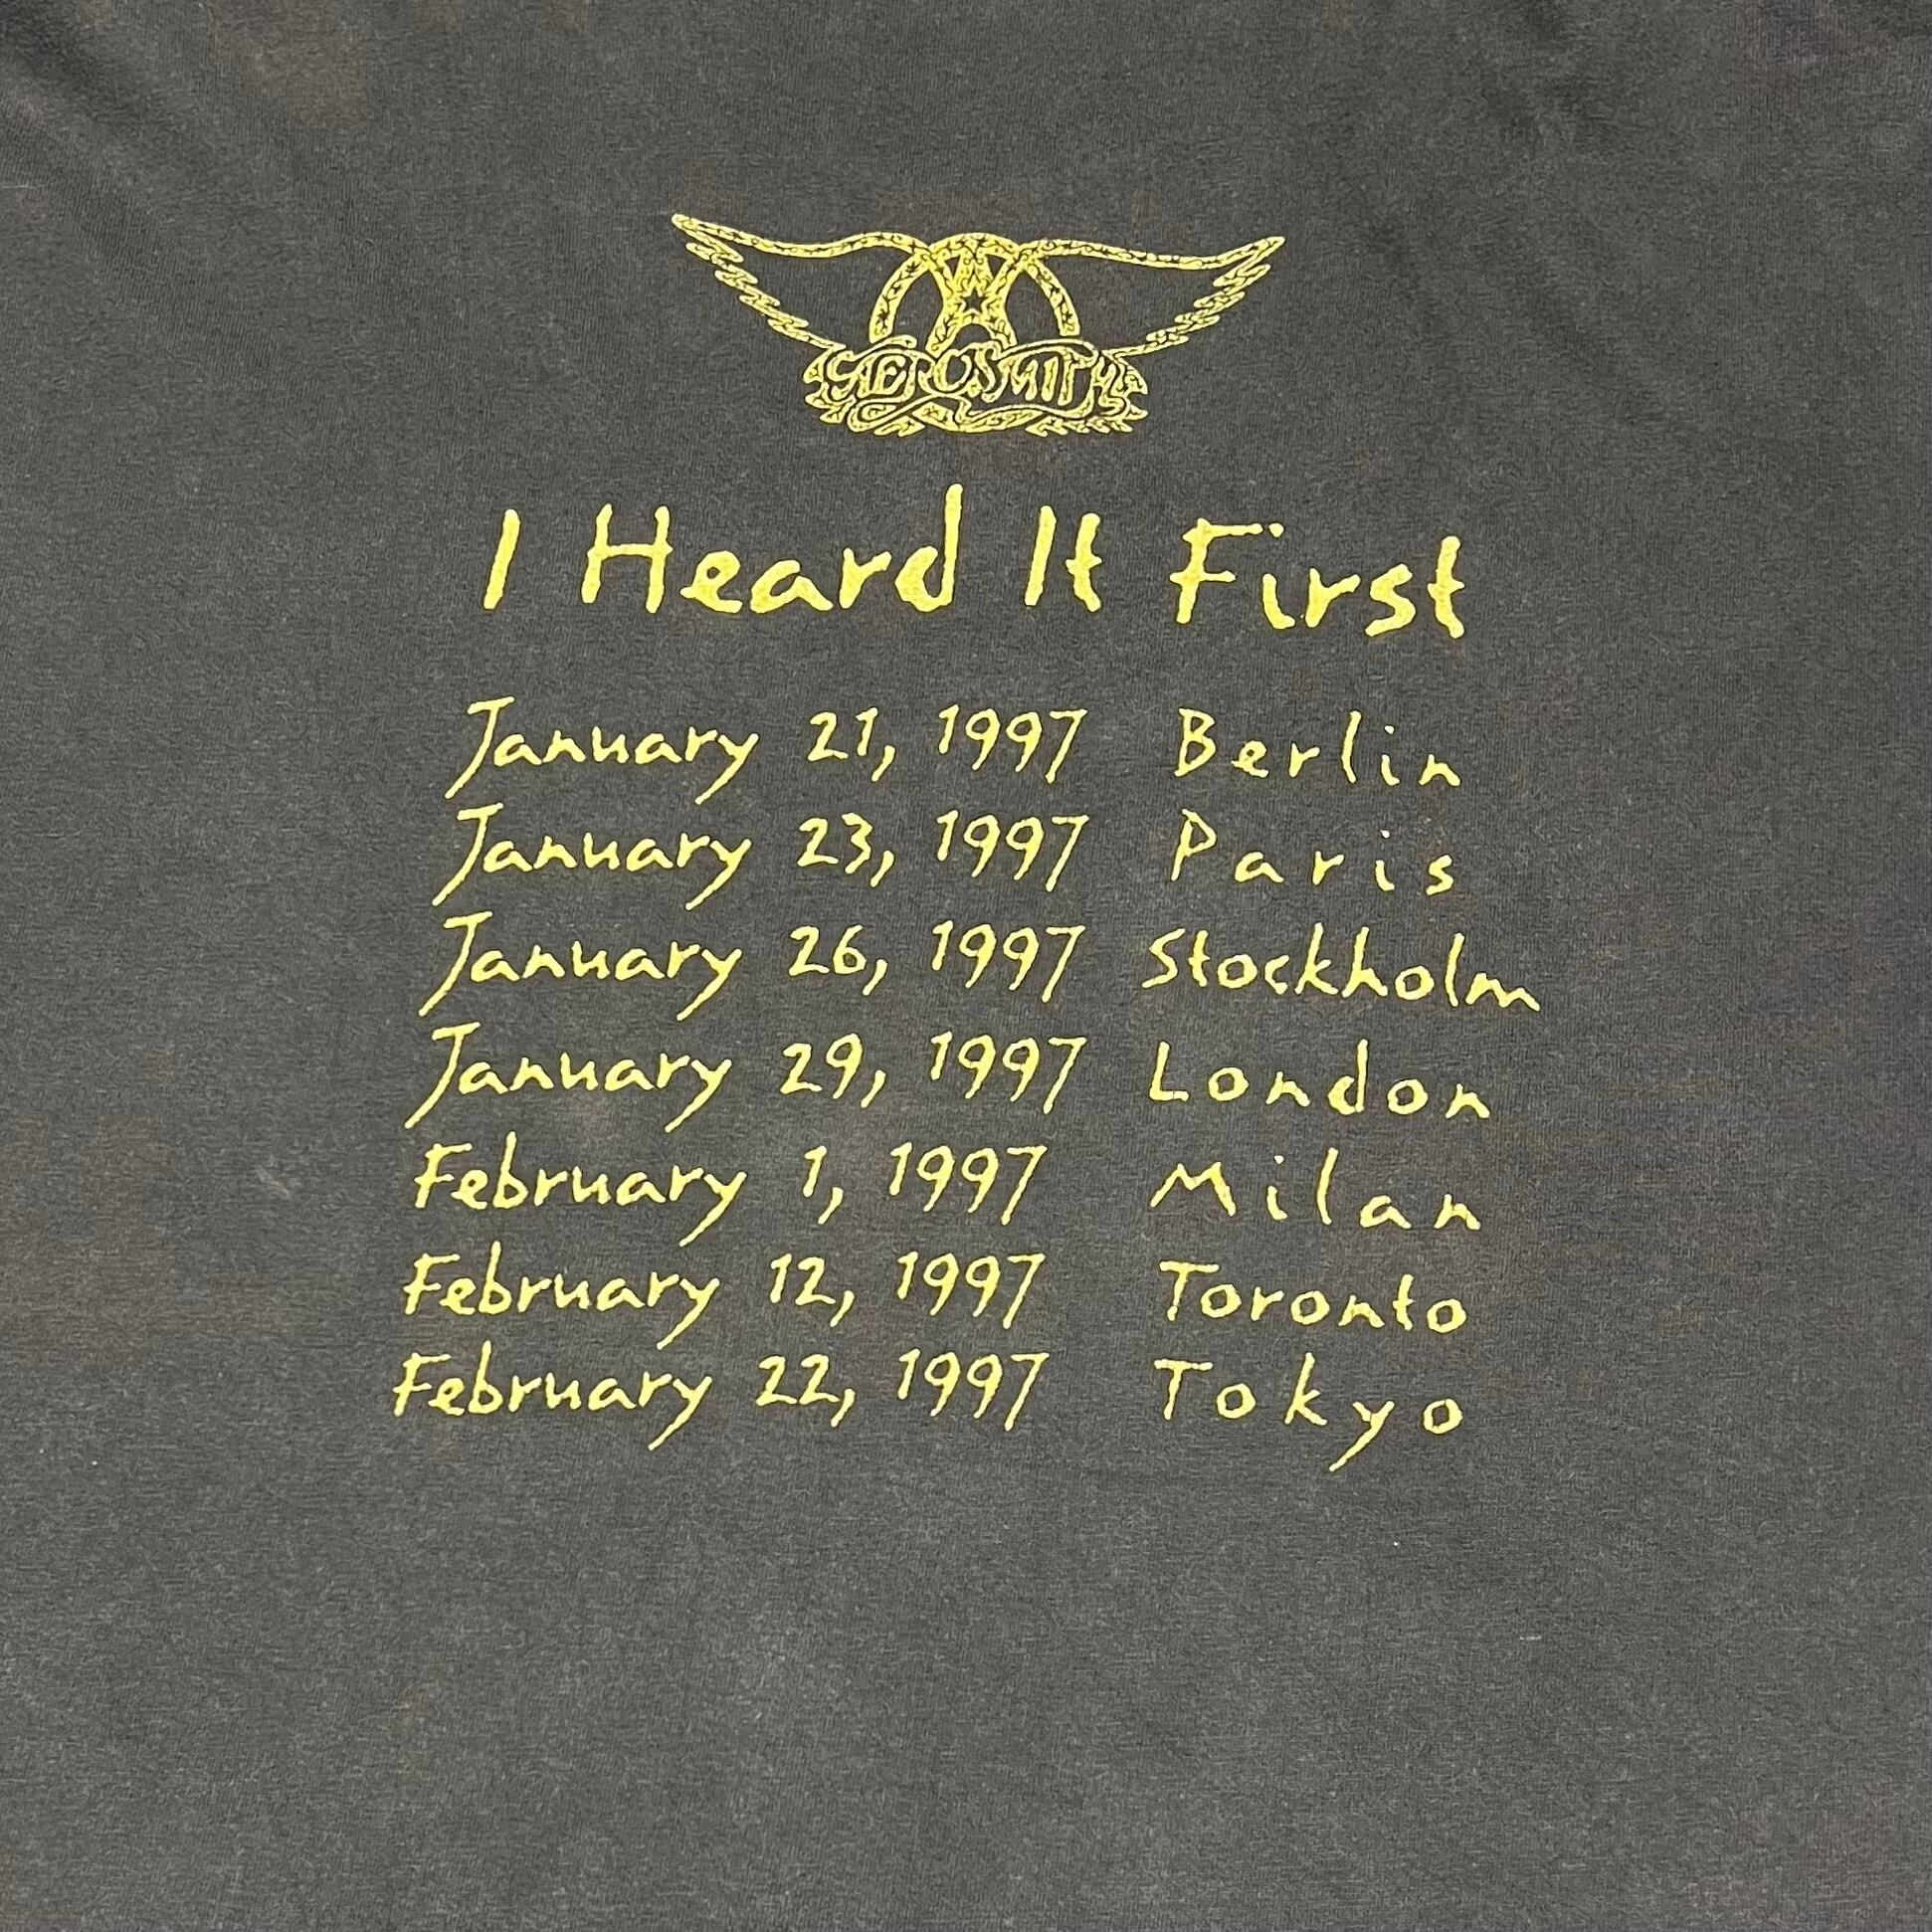 AEROSMITH
I Heard It First
January 21, 1997 Berlin
January 23, 1997 Paris
January 26, 1997 Stockholm
January 29, 1997 London
February 1, 1997 Milan
February 12, 1997 Toronto
February 22, 1997 Tokyo